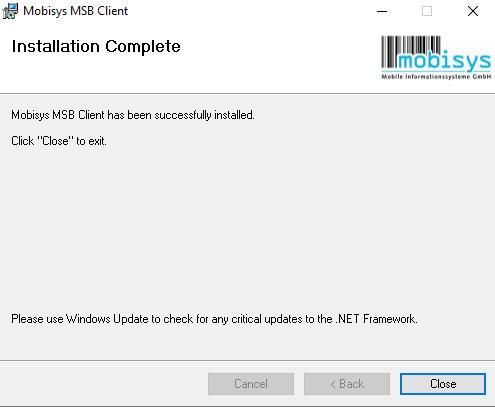 Mobisys MSB Client
Installation Complete
mobisys
Mobile Informationssysteme GmbH
Mobisys MSB Client has been successfully installed.
Click "Close" to exit.
Please use Windows Update to check for any critical updates to the .NET Framework.
Cancel
< Back
Close